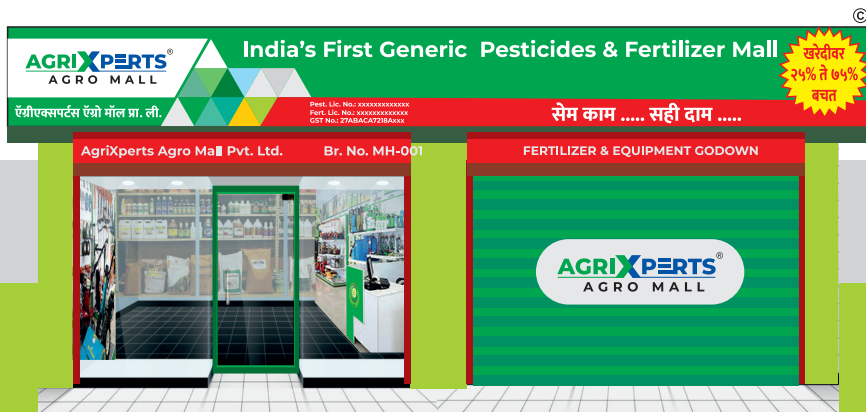 ©
AGRIXPERTS®
AGRO MALL
ऍग्रीएक्सपर्टस ऍग्रो मॉल प्रा. ली.
India's First Generic Pesticides & Fertilizer Mall
खरेदीवर
२५% ते ७५%
बचत
Pest. Lic. No.: xxxxxxxxxxxxx
Fert. Lic. No.: xxxxxxxxxxxxx
GST No.: 27ABACA7218Axxx
सेम काम ..... सही दाम .....
AgriXperts Agro Mall Pvt. Ltd. Br. No. MH-001
FERTILIZER & EQUIPMENT GODOWN
AGRIXPERTS®
AGRO MALL